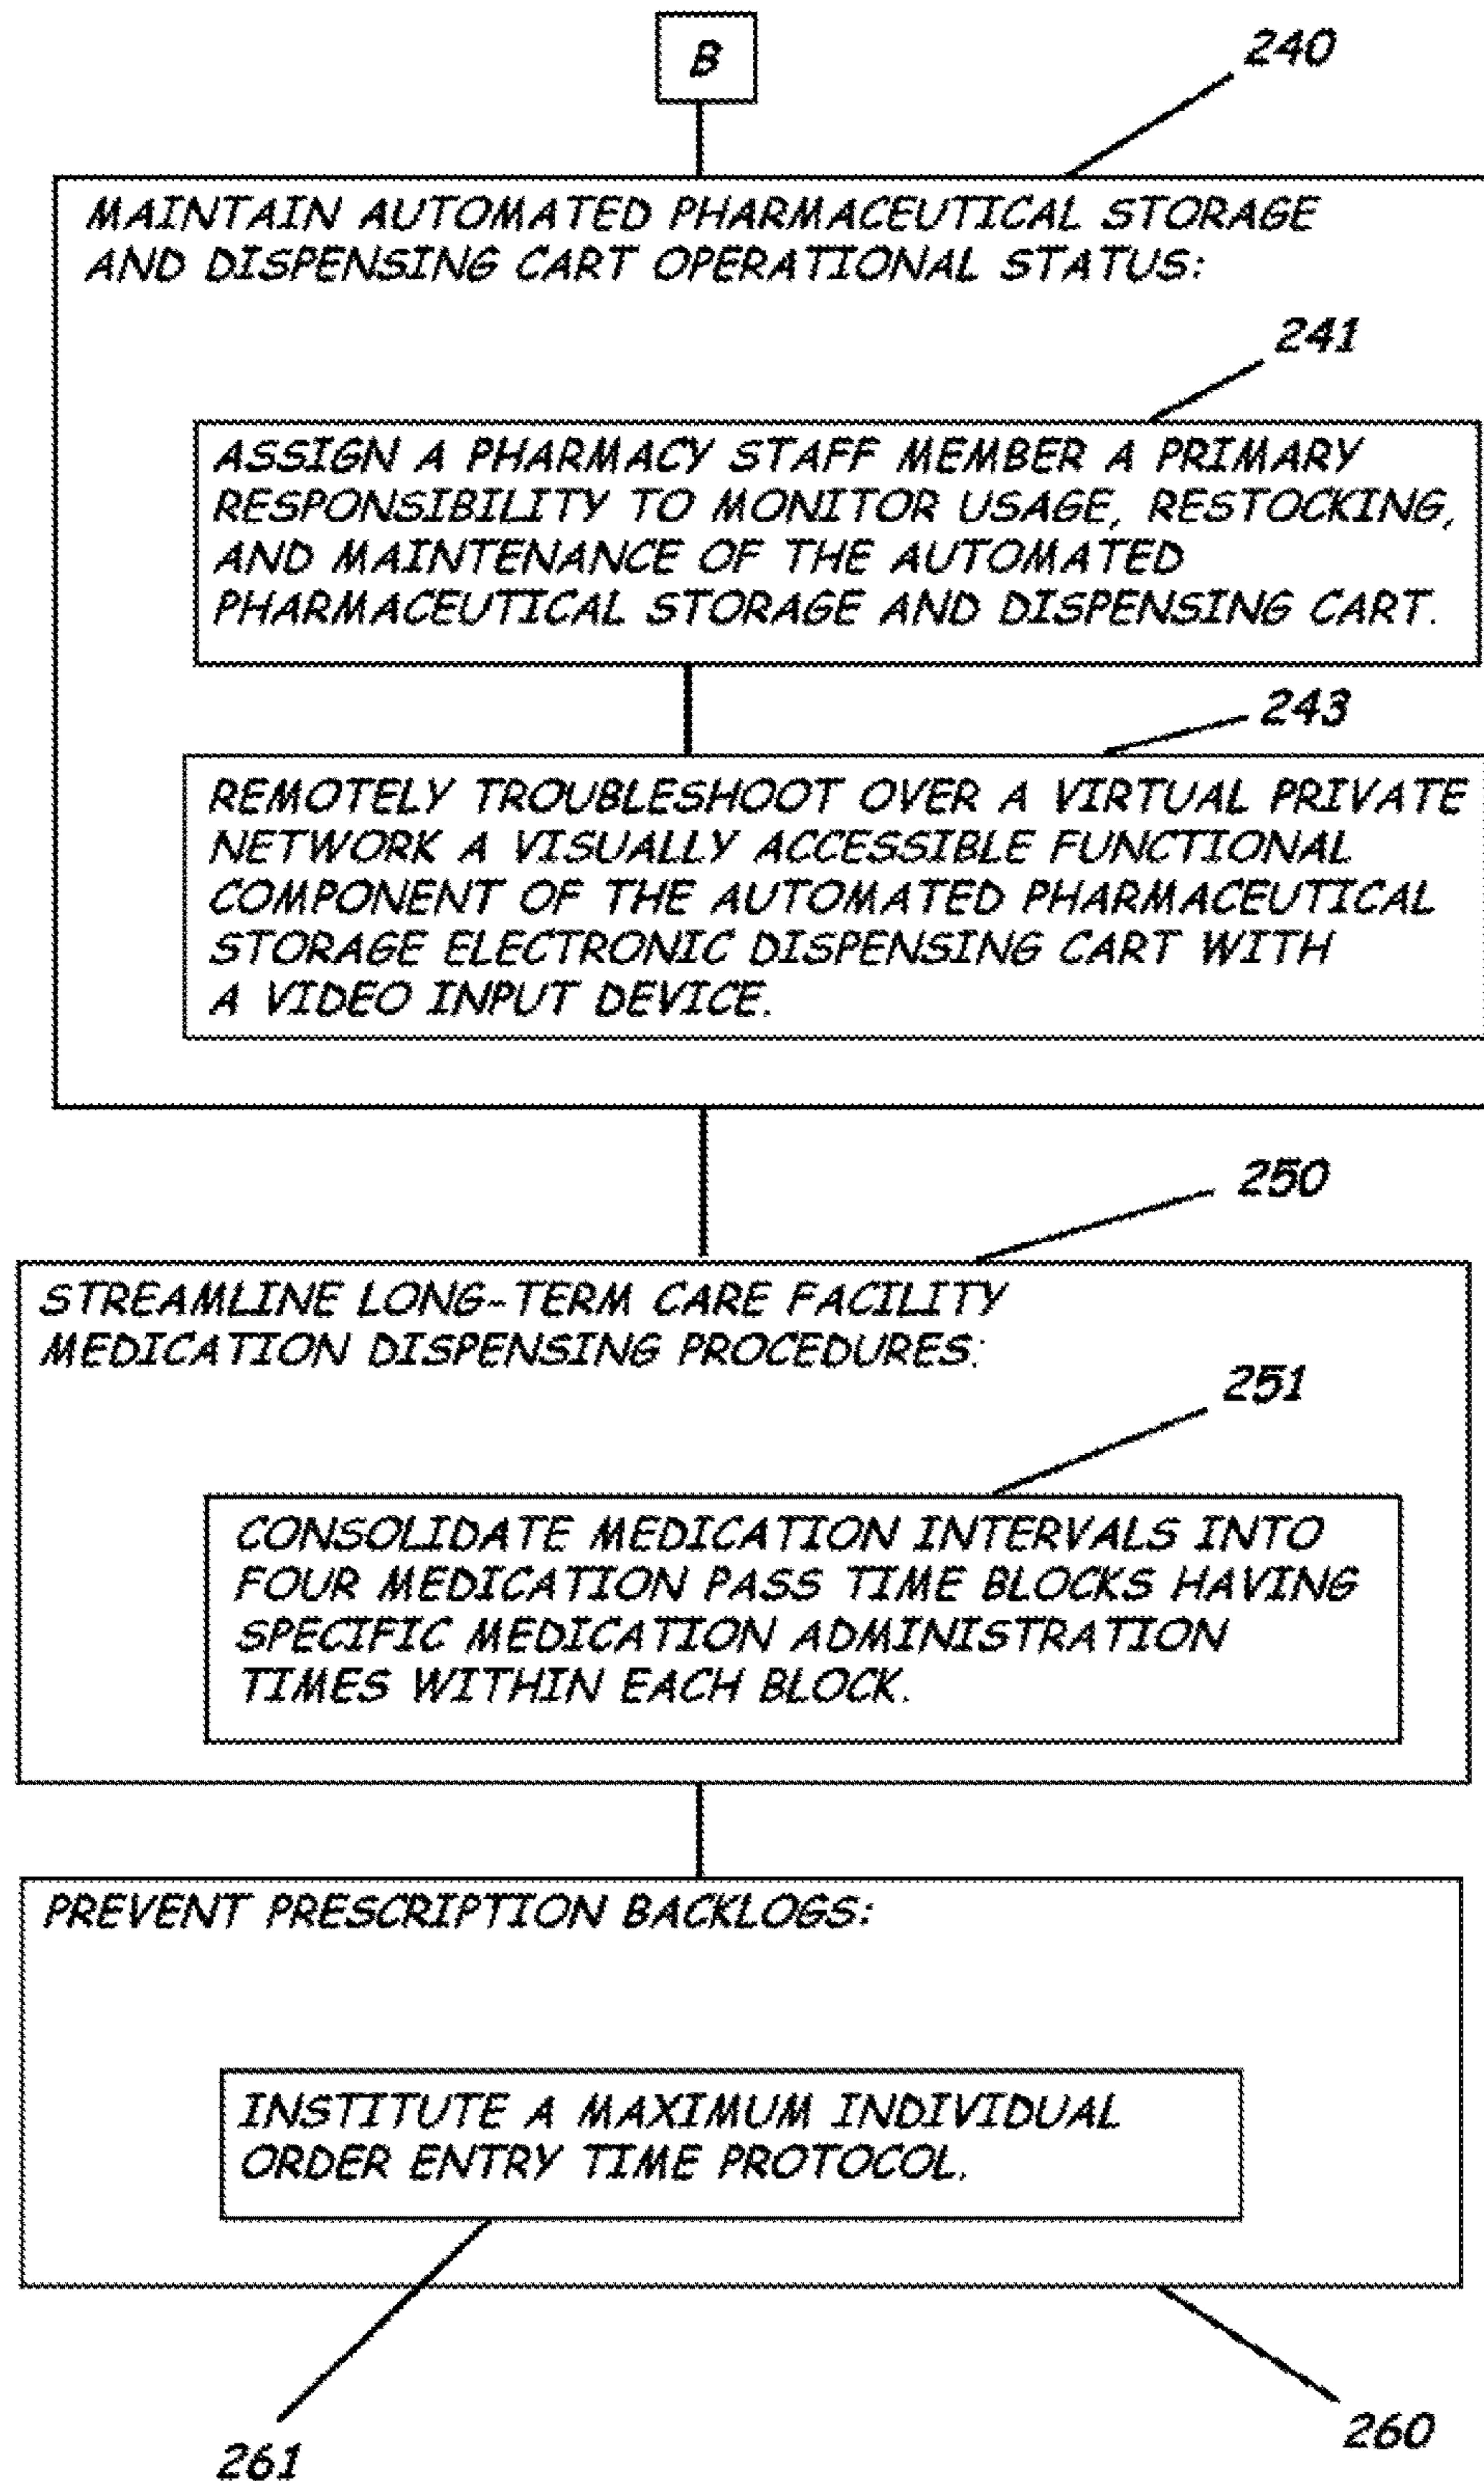 B
240
MAINTAIN AUTOMATED PHARMACEUTICAL STORAGE
AND DISPENSING CART OPERATIONAL STATUS:
241
ASSIGN A PHARMACY STAFF MEMBER A PRIMARY
RESPONSIBILITY TO MONITOR USAGE, RESTOCKING,
AND MAINTENANCE OF THE AUTOMATED
PHARMACEUTICAL STORAGE AND DISPENSING CART.
243
REMOTELY TROUBLESHOOT OVER A VIRTUAL PRIVATE
NETWORK A VISUALLY ACCESSIBLE FUNCTIONAL
COMPONENT OF THE AUTOMATED PHARMACEUTICAL
STORAGE ELECTRONIC DISPENSING CART WITH
A VIDEO INPUT DEVICE.
250
STREAMLINE LONG-TERM CARE FACILITY
MEDICATION DISPENSING PROCEDURES:
251
CONSOLIDATE MEDICATION INTERVALS INTO
FOUR MEDICATION PASS TIME BLOCKS HAVING
SPECIFIC MEDICATION ADMINISTRATION
TIMES WITHIN EACH BLOCK.
PREVENT PRESCRIPTION BACKLOGS:
INSTITUTE A MAXIMUM INDIVIDUAL
ORDER ENTRY TIME PROTOCOL.
261
260